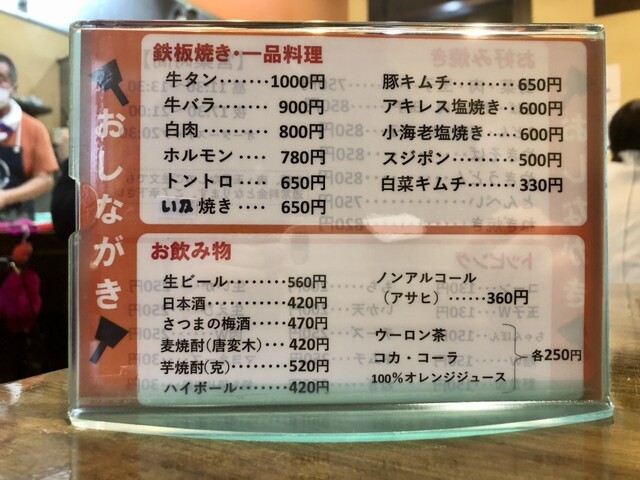 おしながき
鉄板焼き・一品料理
牛タン・・・・・・・1000円
牛バラ・・・・・・・900円
白肉・・・・・・・・・800円
ホルモン・・・・780円
トントロ・・・・650円
いか焼き・・・・650円
豚キムチ・・・・・・・650円
アキレス塩焼き・・600円
小海老塩焼き・・・600円
スジポン・・・・・・・500円
白菜キムチ・・・・330円
お飲み物
生ビール・・・・・・・・560円
日本酒・・・・・・・・・・420円
さつまの梅酒・・・・470円
麦焼酎(唐変木)・・420円
芋焼酎(克)・・・・・・520円
ハイボール・・・・・・420円
ノンアルコール
(アサヒ)・・・・・・360円
ウーロン茶
コカ・コーラ
100%オレンジジュース
各250円